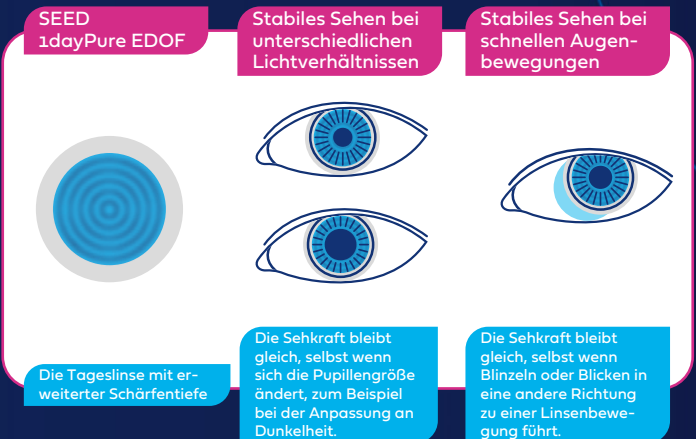 SEED
1dayPure EDOF
Stabiles Sehen bei
unterschiedlichen
Lichtverhältnissen
Stabiles Sehen bei
schnellen Augen-
bewegungen
Die Tageslinse mit er-
weiterter Schärfentiefe
Die Sehkraft bleibt
gleich, selbst wenn
sich die Pupillengröße
ändert, zum Beispiel
bei der Anpassung an
Dunkelheit.
Die Sehkraft bleibt
gleich, selbst wenn
Blinzeln oder Blicken in
eine andere Richtung
zu einer Linsenbewe-
gung führt.